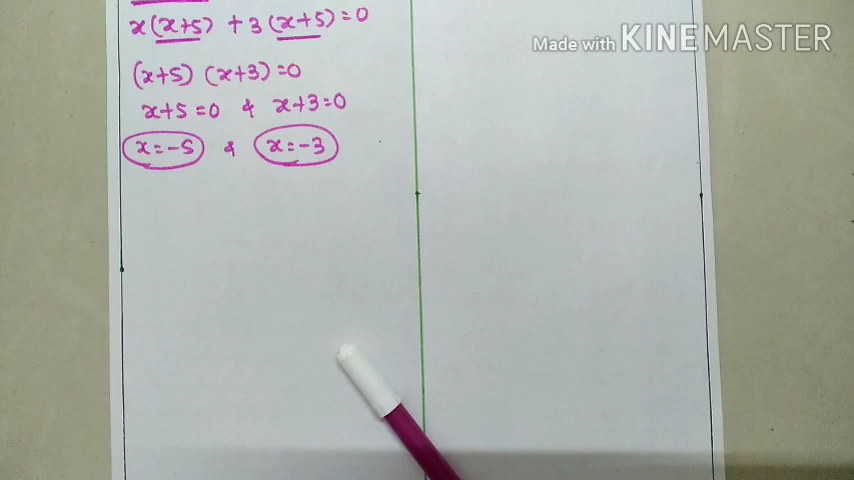 x(x+5) + 3(x+5)=0
Made with KINEMASTER
(x+5) (x+3)=0
x+5=0 & x+3=0
x=-5 & x=-3